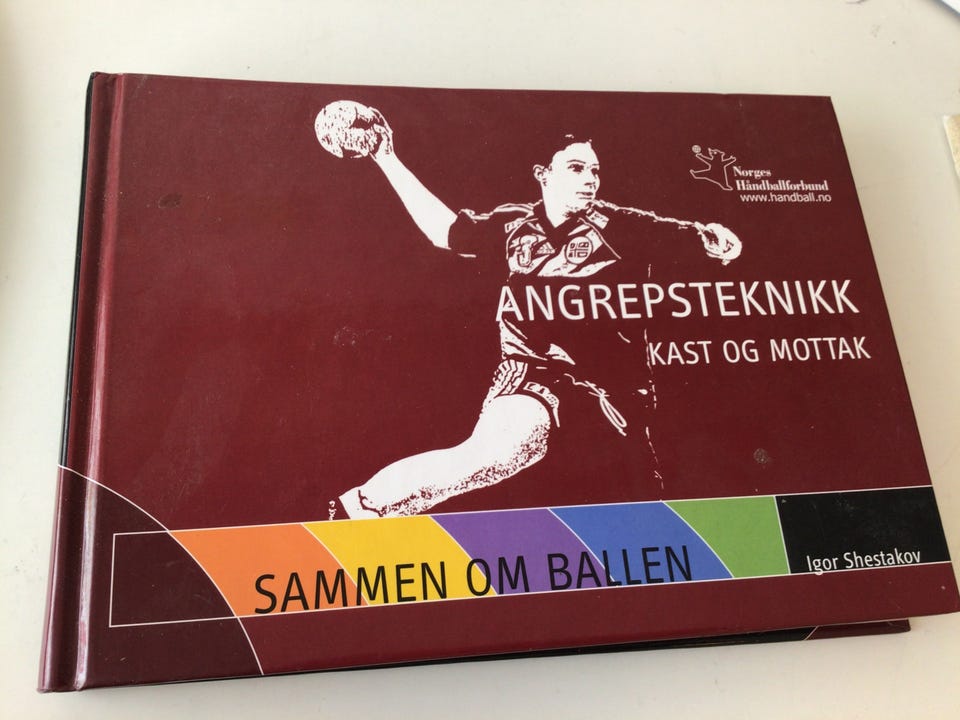 Norges
Håndballforbund
www.handball.no
ANGREPSTEKNIKK
KAST OG MOTTAK
SAMMEN OM BALLEN
Igor Shestakov